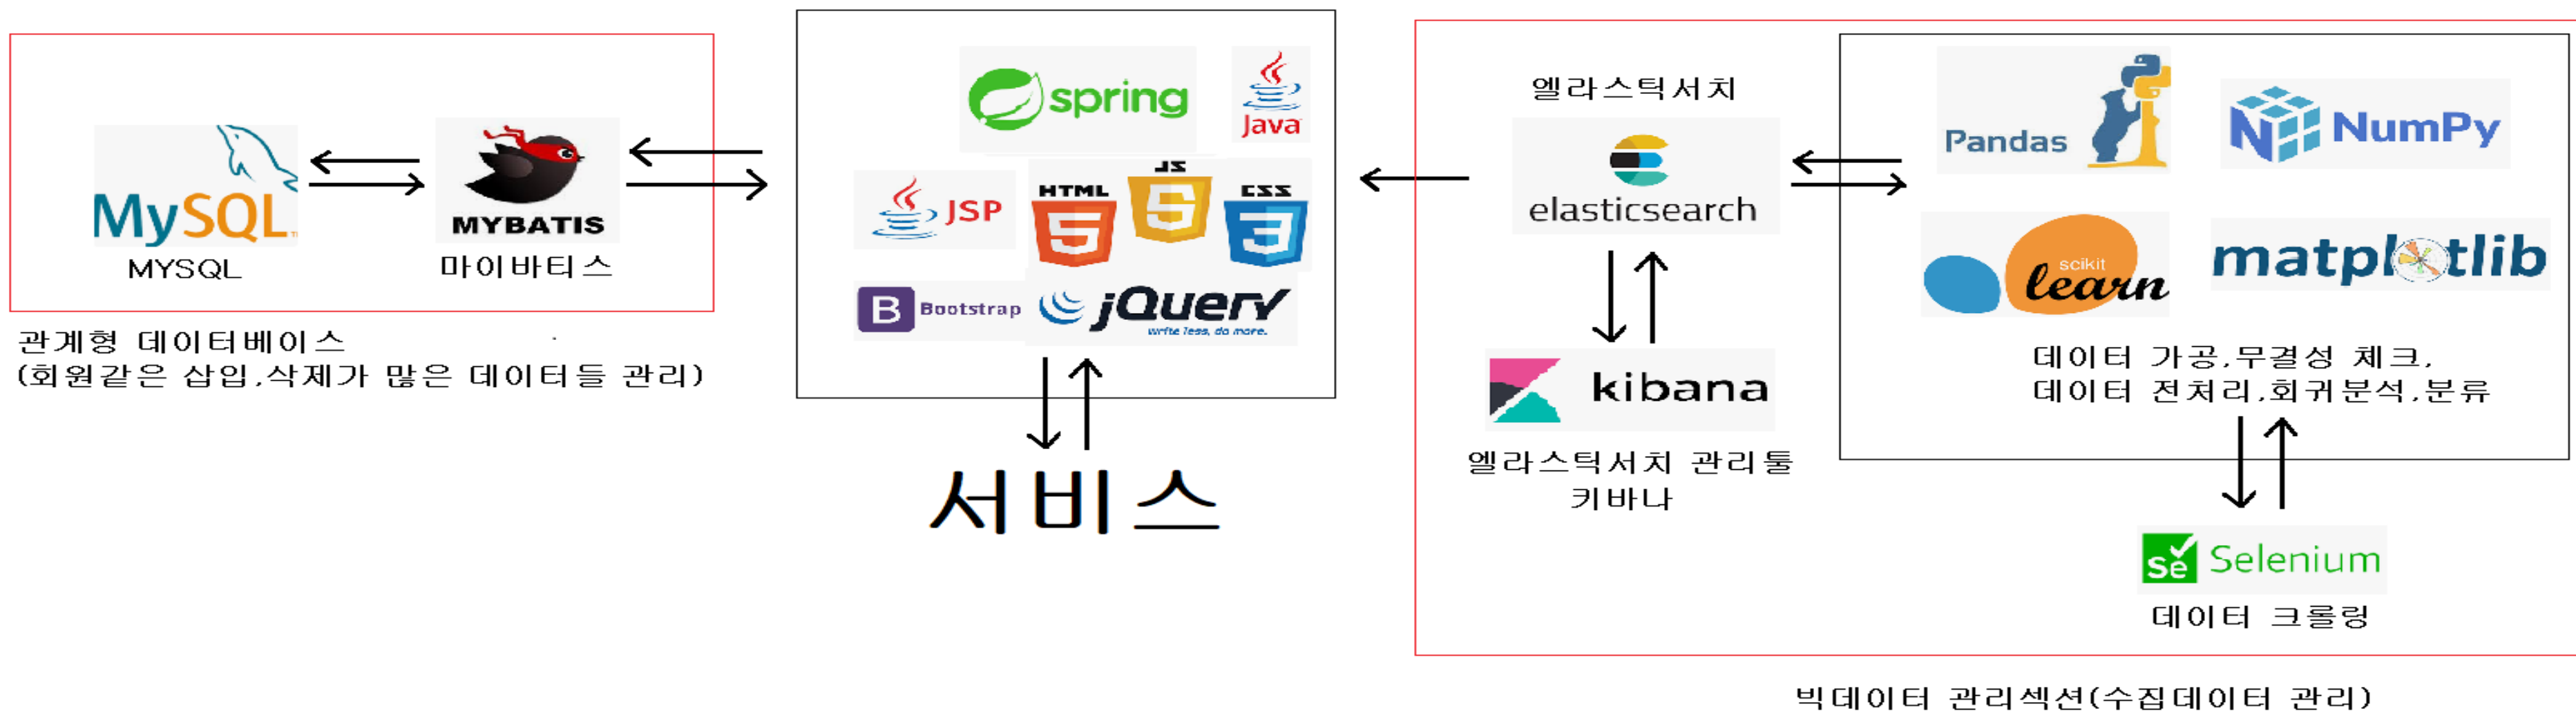 MySQL
MYSQL
MYBATIS
마이바티스
관계형 데이터베이스
(회원같은 삽입,삭제가 많은 데이터들 관리)
spring
Java
JSP
HTML
5
JS
5
CSS
3
B Bootstrap
jQuery
write less, do more.
서비스
엘라스틱서치
elasticsearch
kibana
엘라스틱서치 관리툴
키바나
Pandas
NumPy
scikit
learn
matplotlib
데이터 가공,무결성 체크,
데이터 전처리,회귀분석,분류
Se Selenium
데이터 크롤링
빅데이터 관리섹션(수집데이터 관리)